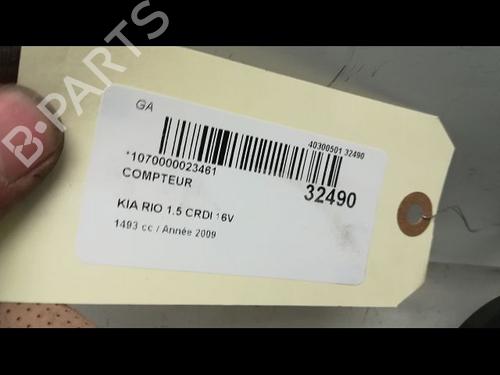 GA
40300501 32490
*1070000023461
COMPTEUR
32490
KIA RIO 1.5 CRDI 16V
1493 cc / Année 2009
B-PARTS